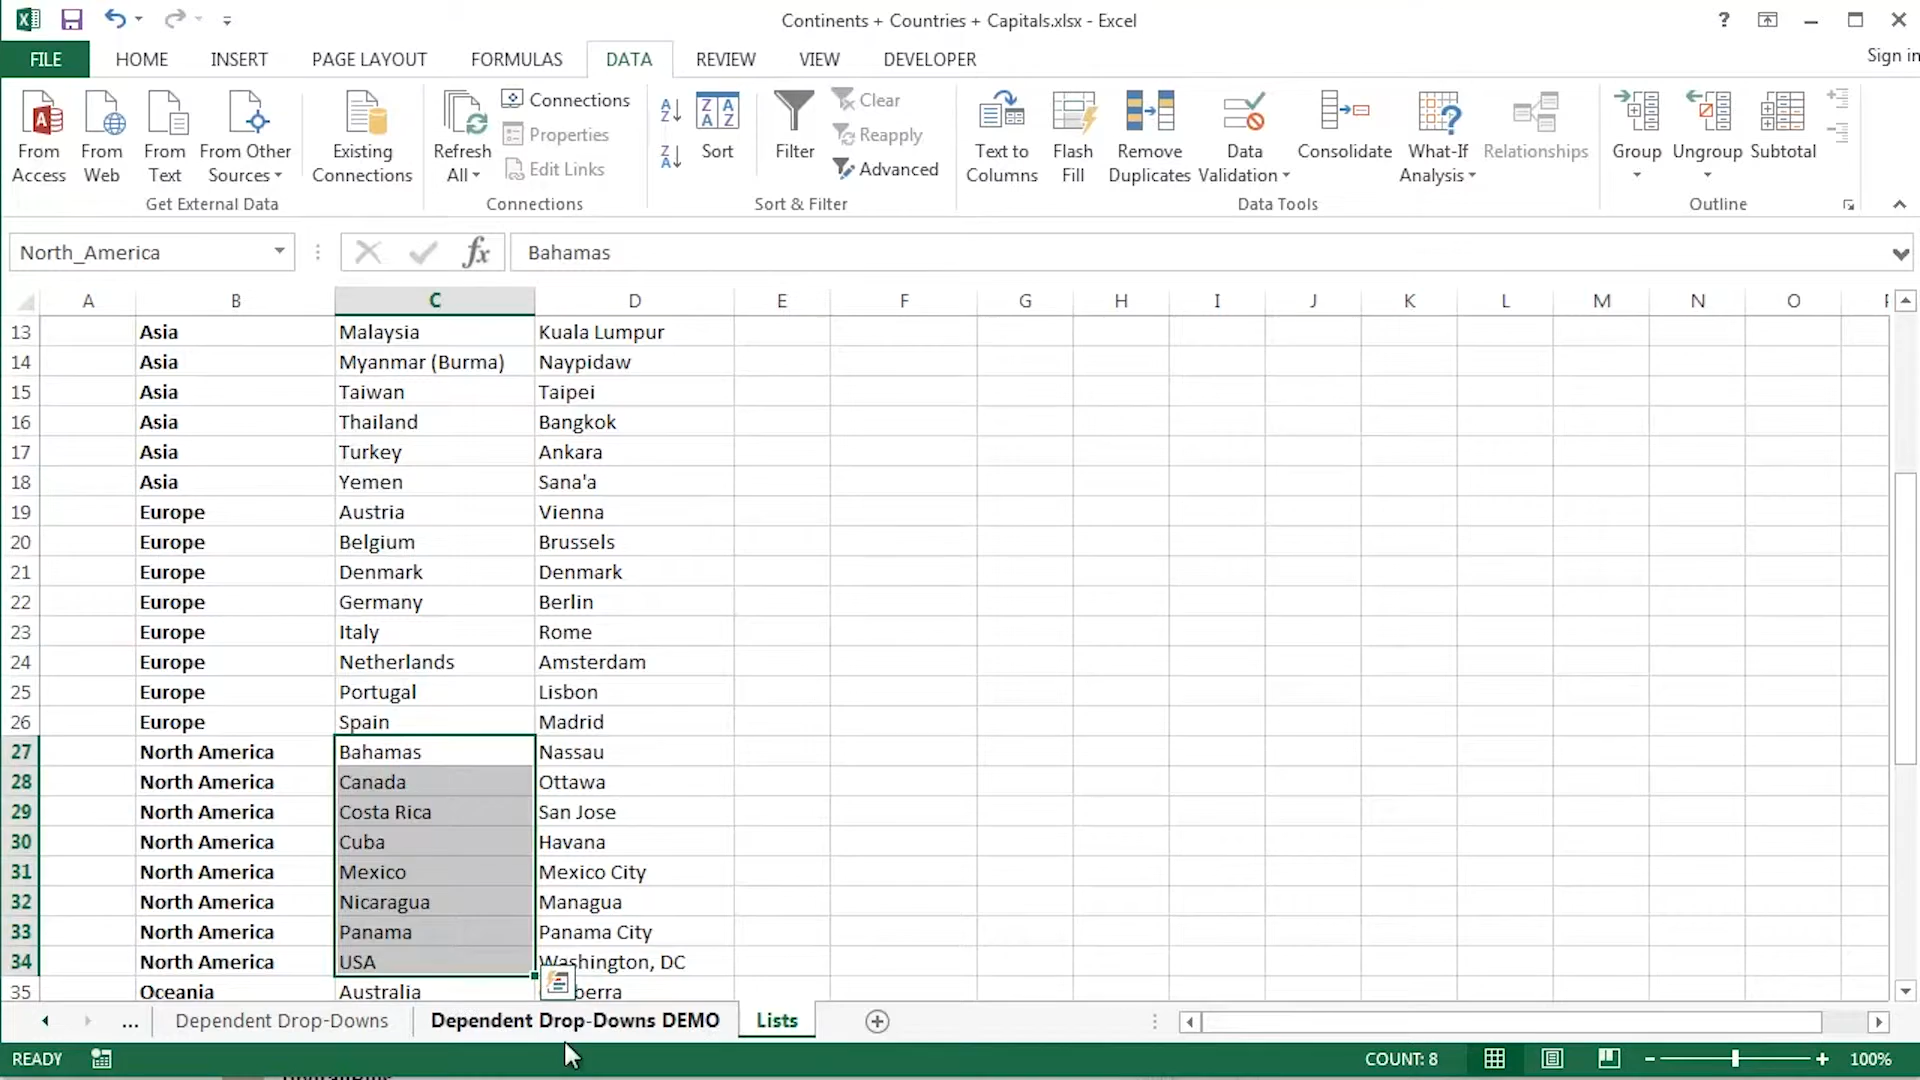 Continents + Countries + Capitals.xlsx - Excel
?
FILE HOME INSERT PAGE LAYOUT FORMULAS DATA REVIEW VIEW DEVELOPER Sign in
From Access
From Web
From Text
From Other Sources
Get External Data
Existing Connections
Refresh All
Connections
Properties
Edit Links
Connections
Sort
Filter
Clear
Reapply
Advanced
Sort & Filter
Text to Columns
Flash Fill
Remove Duplicates
Data Validation
Consolidate
What-If Analysis
Relationships
Data Tools
Group
Ungroup
Subtotal
Outline
North_America fx Bahamas
A B C D E F G H I J K L M N O
13 Asia Malaysia Kuala Lumpur
14 Asia Myanmar (Burma) Naypidaw
15 Asia Taiwan Taipei
16 Asia Thailand Bangkok
17 Asia Turkey Ankara
18 Asia Yemen Sana'a
19 Europe Austria Vienna
20 Europe Belgium Brussels
21 Europe Denmark Denmark
22 Europe Germany Berlin
23 Europe Italy Rome
24 Europe Netherlands Amsterdam
25 Europe Portugal Lisbon
26 Europe Spain Madrid
27 North America Bahamas Nassau
28 North America Canada Ottawa
29 North America Costa Rica San Jose
30 North America Cuba Havana
31 North America Mexico Mexico City
32 North America Nicaragua Managua
33 North America Panama Panama City
34 North America USA Washington, DC
35 Oceania Australia
... Dependent Drop-Downs Dependent Drop-Downs DEMO Lists
READY COUNT: 8 100%